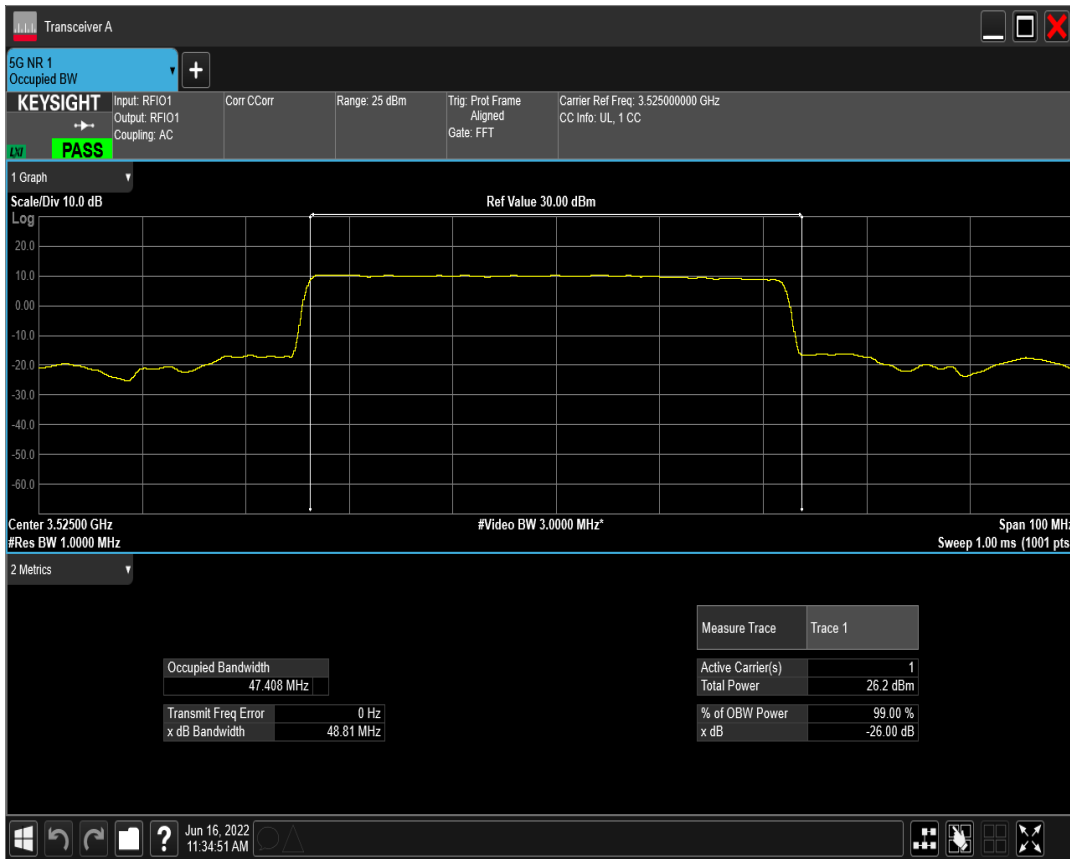 Transceiver A
5G NR 1
Occupied BW
KEYSIGHT
Input: RFIO1
Output: RFIO1
Coupling: AC
Corr CCorr
Range: 25 dBm
Trig: Prot Frame
Aligned
Gate: FFT
Carrier Ref Freq: 3.525000000 GHz
CC Info: UL, 1 CC
LXI
PASS
1 Graph
Scale/Div 10.0 dB
Ref Value 30.00 dBm
Log
20.0
10.0
0.00
-10.0
-20.0
-30.0
-40.0
-50.0
-60.0
Center 3.52500 GHz
#Video BW 3.0000 MHz*
Span 100 MHz
#Res BW 1.0000 MHz
Sweep 1.00 ms (1001 pts
2 Metrics
Measure Trace
Trace 1
Occupied Bandwidth
47.408 MHz
Active Carrier(s)
1
Total Power
26.2 dBm
Transmit Freq Error
0 Hz
% of OBW Power
99.00 %
x dB Bandwidth
48.81 MHz
x dB
-26.00 dB
Jun 16, 2022
11:34:51 AM